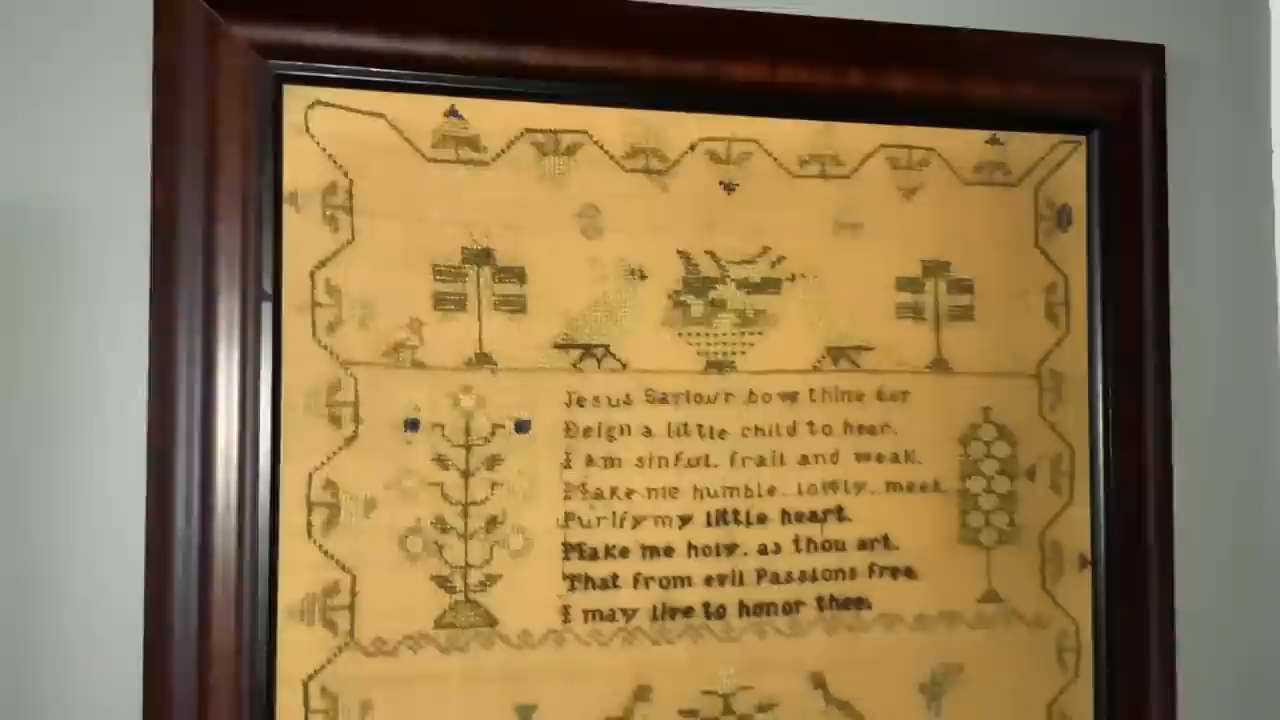 Jesus Saviour bow thine ear
Deign a little child to hear.
I Am sinful. frail and weak.
Make me humble. lowly. meek
Purify my little heart.
Make me holy. as thou art.
That from evil Passions free
I may live to honor thee.